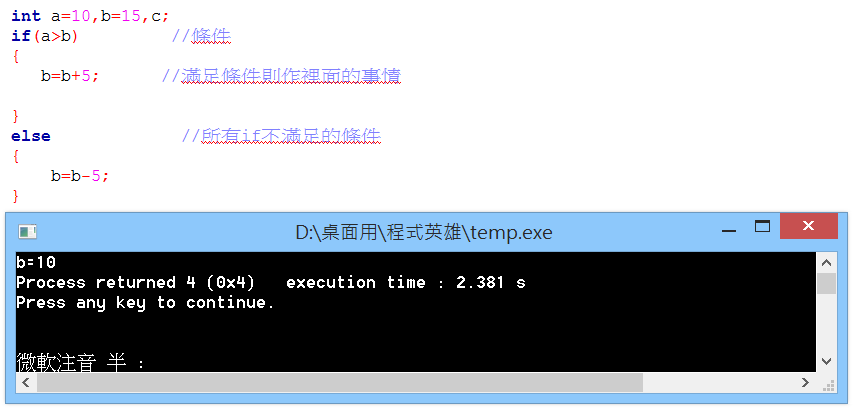 int a=10,b=15,c;
if(a>b) //條件
{
b=b+5; //滿足條件則作裡面的事情
}
else //所有if不滿足的條件
{
b=b-5;
}
D:\桌面用\程式英雄\temp.exe
b=10
Process returned 4 (0x4) execution time : 2.381 s
Press any key to continue.
微軟注音 半 :